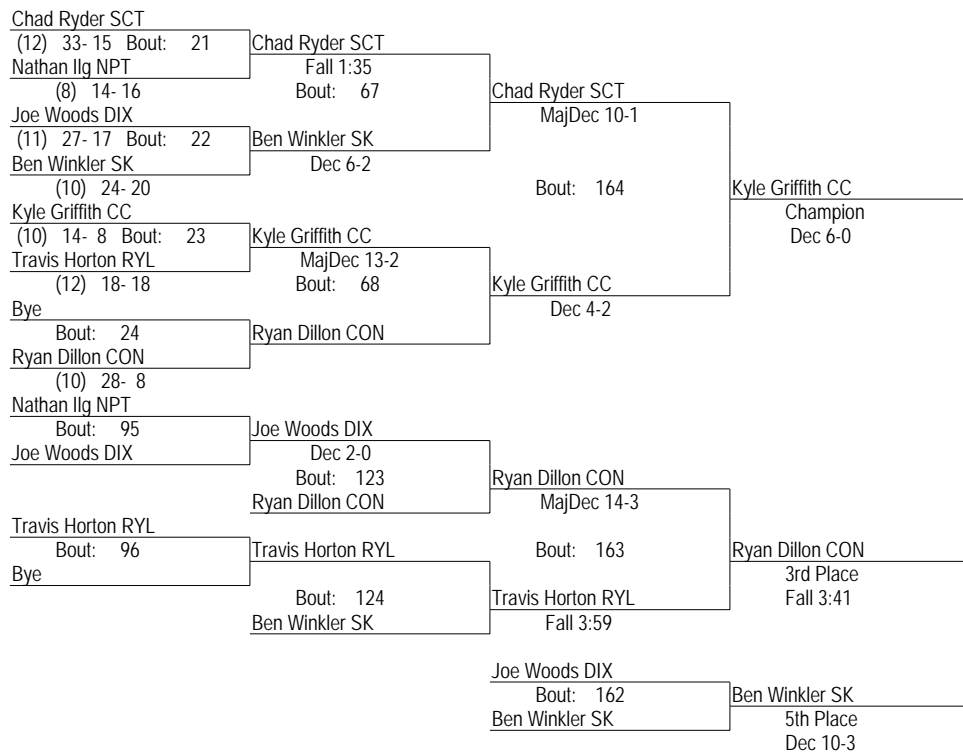 Chad Ryder SCT
(12) 33- 15 Bout: 21 Chad Ryder SCT
Nathan Ilg NPT Fall 1:35
(8) 14- 16 Bout: 67 Chad Ryder SCT
Joe Woods DIX MajDec 10-1
(11) 27- 17 Bout: 22 Ben Winkler SK
Ben Winkler SK Dec 6-2
(10) 24- 20 Bout: 164 Kyle Griffith CC
Kyle Griffith CC Champion
(10) 14- 8 Bout: 23 Kyle Griffith CC Dec 6-0
Travis Horton RYL MajDec 13-2
(12) 18- 18 Bout: 68 Kyle Griffith CC
Bye Dec 4-2
Bout: 24 Ryan Dillon CON
Ryan Dillon CON
(10) 28- 8
Nathan Ilg NPT
Bout: 95 Joe Woods DIX
Joe Woods DIX Dec 2-0
Bout: 123 Ryan Dillon CON
Ryan Dillon CON MajDec 14-3
Travis Horton RYL
Bout: 96 Travis Horton RYL Bout: 163 Ryan Dillon CON
Bye 3rd Place
Bout: 124 Travis Horton RYL Fall 3:41
Ben Winkler SK Fall 3:59
Joe Woods DIX
Bout: 162 Ben Winkler SK
Ben Winkler SK 5th Place
Dec 10-3